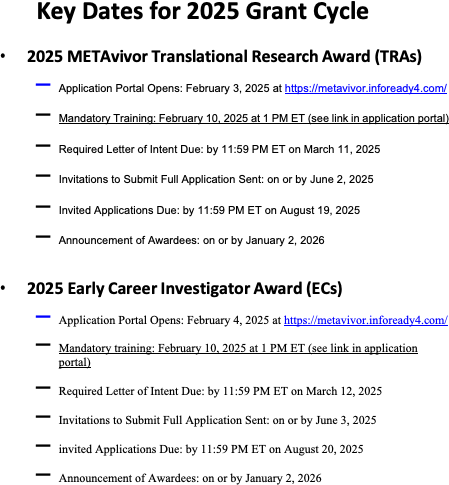 Key Dates for 2025 Grant Cycle
• 2025 METAvivor Translational Research Award (TRAs)
— Application Portal Opens: February 3, 2025 at https://metavivor.infoready4.com/
— Mandatory Training: February 10, 2025 at 1 PM ET (see link in application portal)
— Required Letter of Intent Due: by 11:59 PM ET on March 11, 2025
— Invitations to Submit Full Application Sent: on or by June 2, 2025
— Invited Applications Due: by 11:59 PM ET on August 19, 2025
— Announcement of Awardees: on or by January 2, 2026
• 2025 Early Career Investigator Award (ECs)
— Application Portal Opens: February 4, 2025 at https://metavivor.infoready4.com/
— Mandatory training: February 10, 2025 at 1 PM ET (see link in application
portal)
— Required Letter of Intent Due: by 11:59 PM ET on March 12, 2025
— Invitations to Submit Full Application Sent: on or by June 3, 2025
— invited Applications Due: by 11:59 PM ET on August 20, 2025
— Announcement of Awardees: on or by January 2, 2026